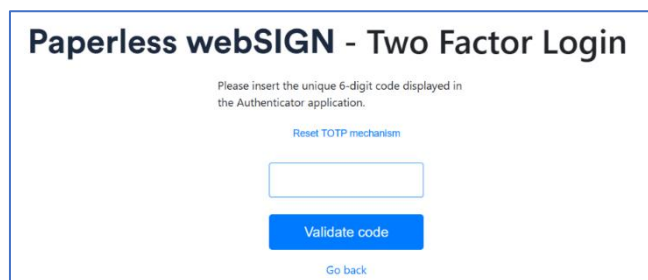 Paperless webSIGN - Two Factor Login
Please insert the unique 6-digit code displayed in
the Authenticator application.
Reset TOTP mechanism
Validate code
Go back